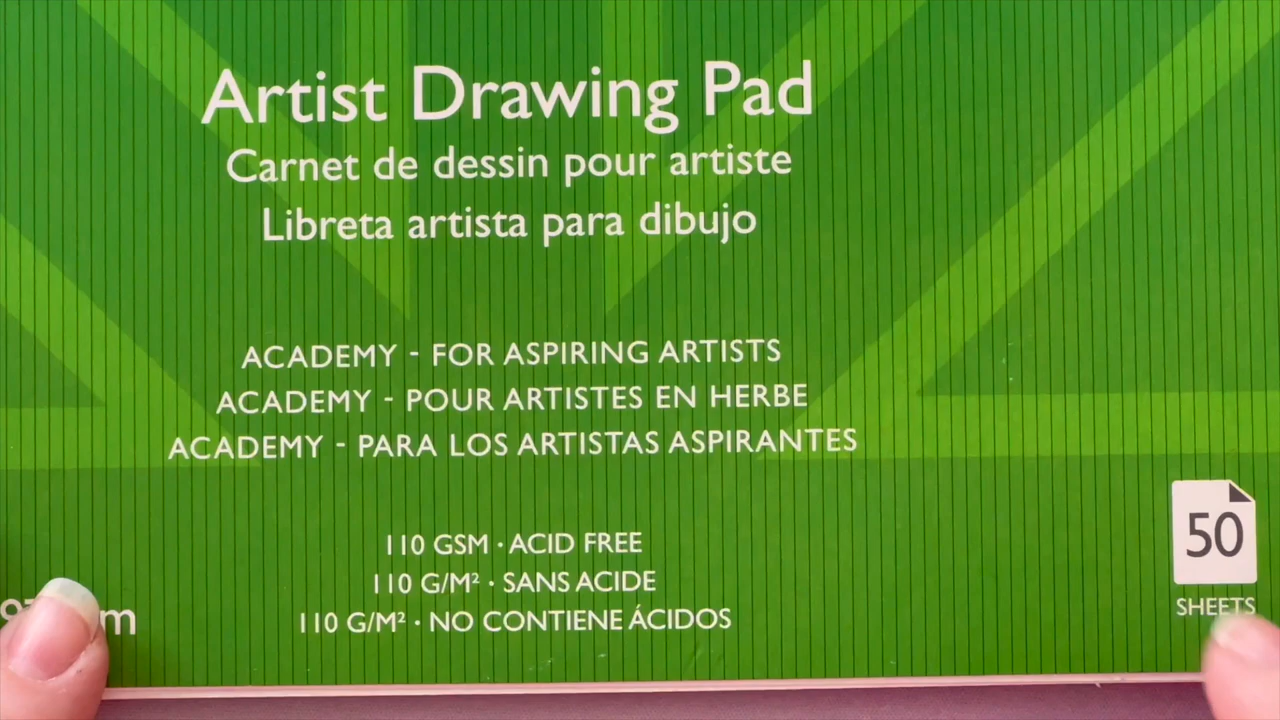 Artist Drawing Pad
Carnet de dessin pour artiste
Libreta artista para dibujo
ACADEMY - FOR ASPIRING ARTISTS
ACADEMY - POUR ARTISTES EN HERBE
ACADEMY - PARA LOS ARTISTAS ASPIRANTES
110 GSM · ACID FREE
110 G/M² · SANS ACIDE
110 G/M² · NO CONTIENE ÁCIDOS
50
SHEETS